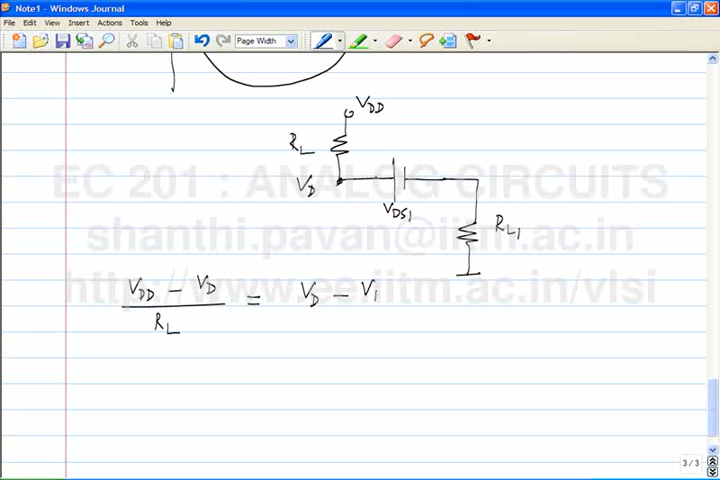 Note1 - Windows Journal
File Edit View Insert Actions Tools Help
Page Width
VDD
RL
VD
EC 201 : ANALOG CIRCUITS
VDS1
RL1
shanthi.pavan@iitm.ac.in
http://www.ee.iitm.ac.in/vlsi
VDD - VD = VD - V1
RL
3 / 3